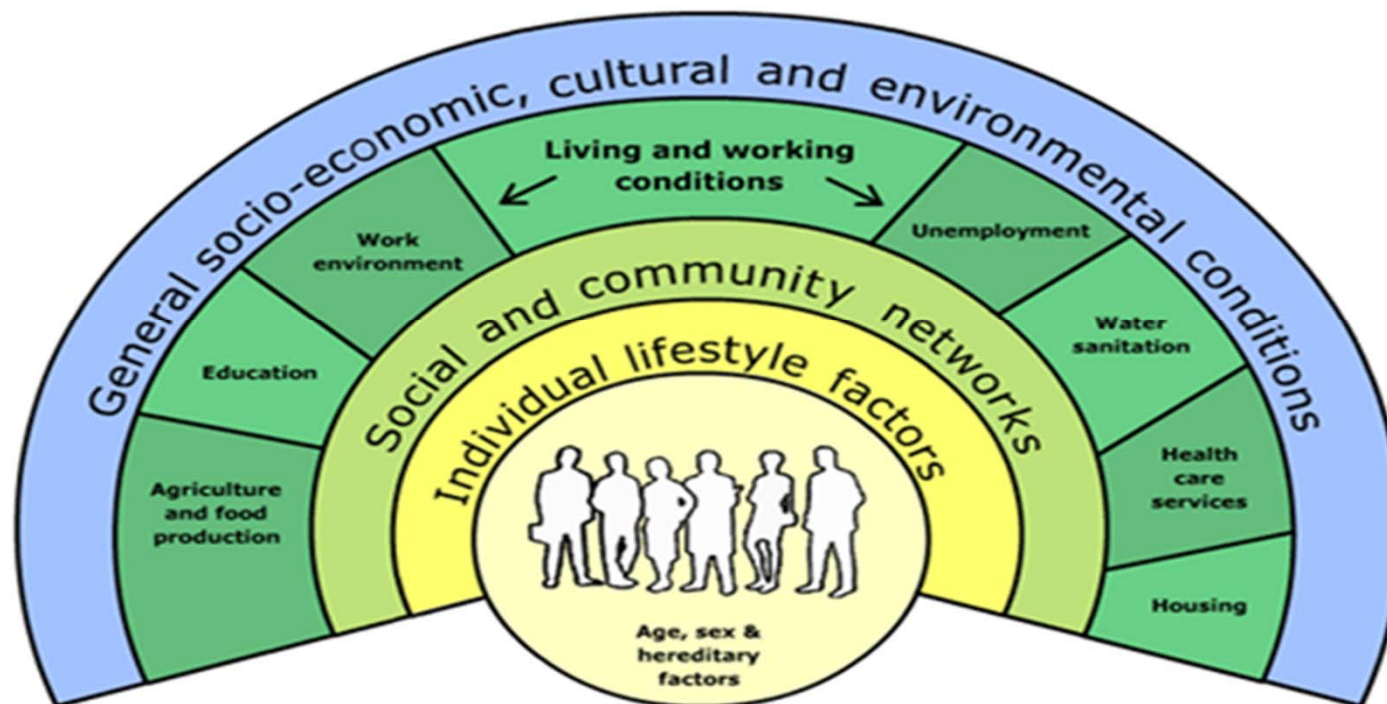 General socio-economic, cultural and environmental conditions
Living and working
conditions
Work
environment
Unemployment
Education
Water
sanitation
Agriculture
and food
production
Health
care
services
Housing
Social and community networks
Individual lifestyle factors
Age, sex &
hereditary
factors